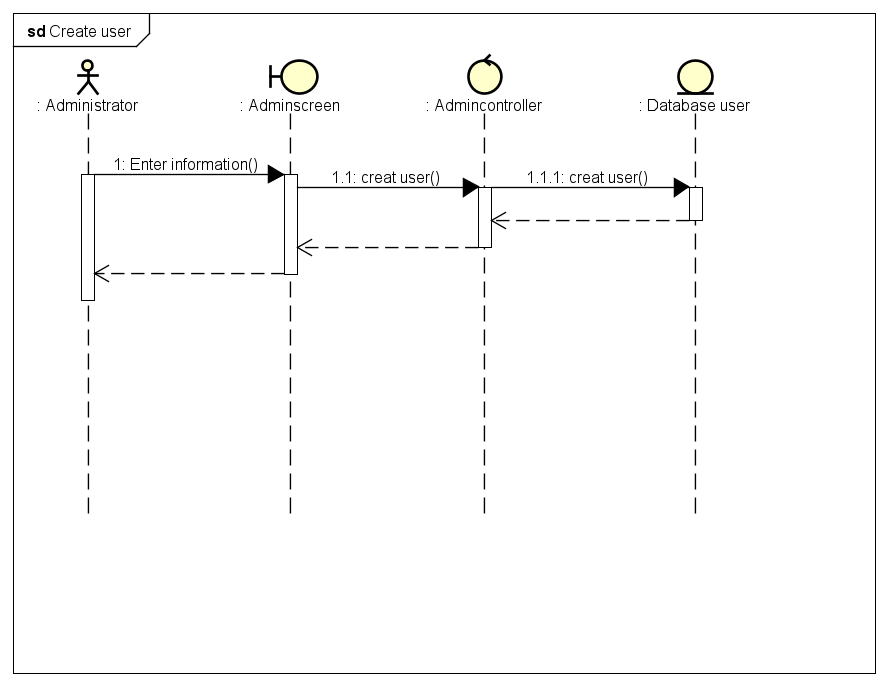 sd Create user
: Administrator
: Adminscreen
: Admincontroller
: Database user
1: Enter information()
1.1: creat user()
1.1.1: creat user()